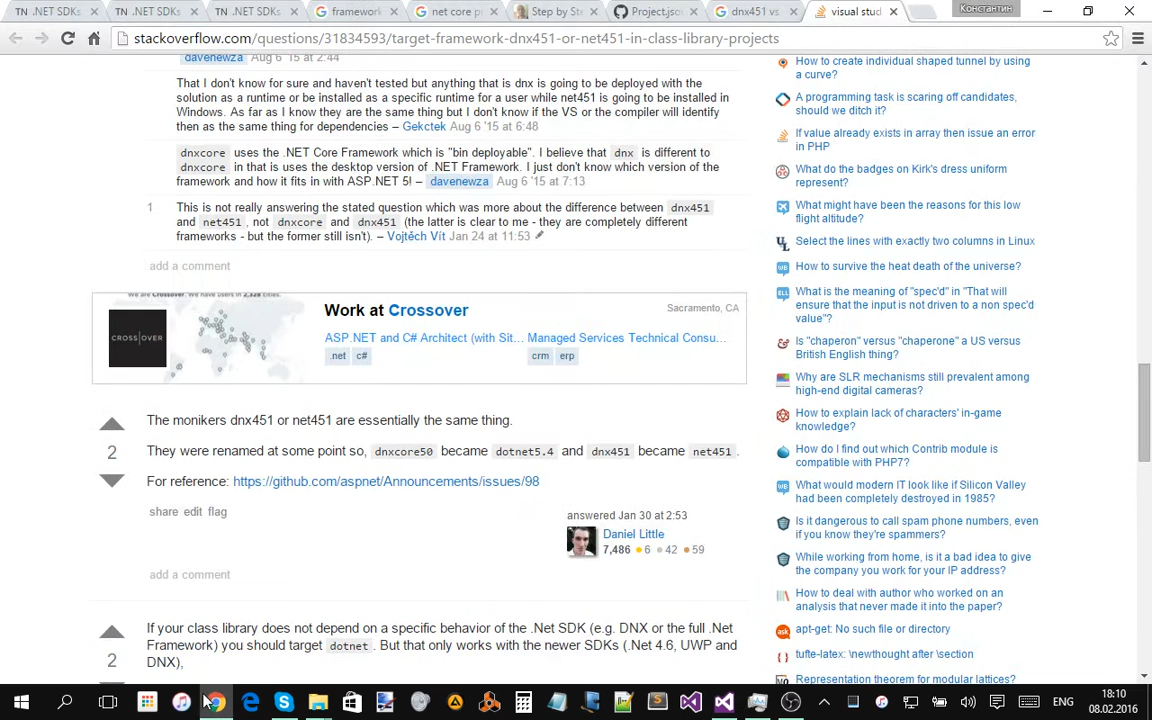 TN .NET SDKs
TN .NET SDKs
TN .NET SDKs
framework
net core p
Step by St
Project.jso
dnx451 vs
visual stud
Константин
stackoverflow.com/questions/31834593/target-framework-dnx451-or-net451-in-class-library-projects
davenewza Aug 6 '15 at 2:44
That I don't know for sure and haven't tested but anything that is dnx is going to be deployed with the
solution as a runtime or be installed as a specific runtime for a user while net451 is going to be installed in
Windows. As far as I know they are the same thing but I don't know if the VS or the compiler will identify
then as the same thing for dependencies – Gekctek Aug 6 '15 at 6:48
dnxcore uses the .NET Core Framework which is "bin deployable". I believe that dnx is different to
dnxcore in that is uses the desktop version of .NET Framework. I just don't know which version of the
framework and how it fits in with ASP.NET 5! – davenewza Aug 6 '15 at 7:13
1 This is not really answering the stated question which was more about the difference between dnx451
and net451, not dnxcore and dnx451 (the latter is clear to me - they are completely different
frameworks - but the former still isn't). – Vojtěch Vít Jan 24 at 11:53
add a comment
We are Crossover. We have users in 2,329 cities.
CROSSOVER
Work at Crossover
Sacramento, CA
ASP.NET and C# Architect (with Sit...
Managed Services Technical Consu...
.net c#
crm erp
The monikers dnx451 or net451 are essentially the same thing.
2
They were renamed at some point so, dnxcore50 became dotnet5.4 and dnx451 became net451.
For reference: https://github.com/aspnet/Announcements/issues/98
share edit flag
answered Jan 30 at 2:53
Daniel Little
7,486 6 42 59
add a comment
If your class library does not depend on a specific behavior of the .Net SDK (e.g. DNX or the full .Net
Framework) you should target dotnet. But that only works with the newer SDKs (.Net 4.6, UWP and
2
DNX),
How to create individual shaped tunnel by using
a curve?
A programming task is scaring off candidates,
should we ditch it?
If value already exists in array then issue an error
in PHP
What do the badges on Kirk's dress uniform
represent?
What might have been the reasons for this low
flight altitude?
Select the lines with exactly two columns in Linux
How to survive the heat death of the universe?
What is the meaning of "spec'd" in "That will
ensure that the input is not driven to a non spec'd
value"?
Is "chaperon" versus "chaperone" a US versus
British English thing?
Why are SLR mechanisms still prevalent among
high-end digital cameras?
How to explain lack of characters' in-game
knowledge?
How do I find out which Contrib module is
compatible with PHP7?
What would modern IT look like if Silicon Valley
had been completely destroyed in 1985?
Is it dangerous to call spam phone numbers, even
if you know they're spammers?
While working from home, is it a bad idea to give
the company you work for your IP address?
How to deal with author who worked on an
analysis that never made it into the paper?
apt-get: No such file or directory
tufte-latex: \newthought after \section
Representation theorem for modular lattices?
ENG
18:10
08.02.2016